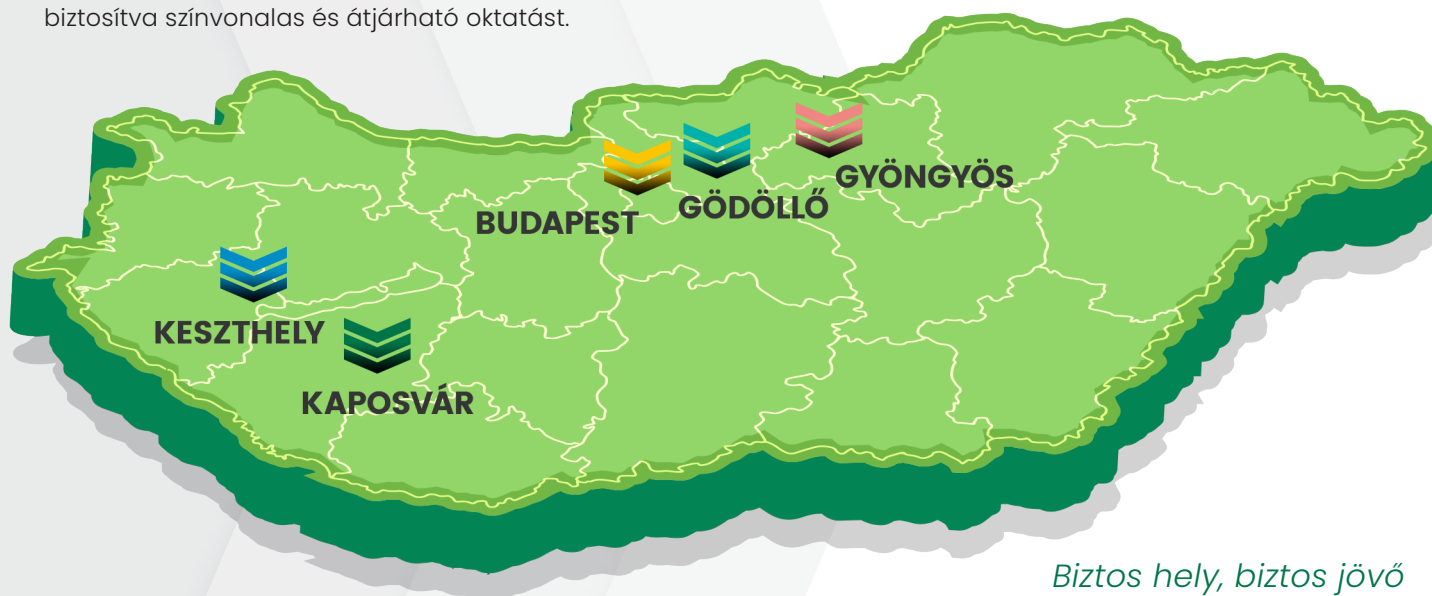 biztosítva színvonalas és átjárható oktatást.
GYÖNGYÖS
GÖDÖLLŐ
BUDAPEST
KESZTHELY
KAPOSVÁR
Biztos hely, biztos jövő